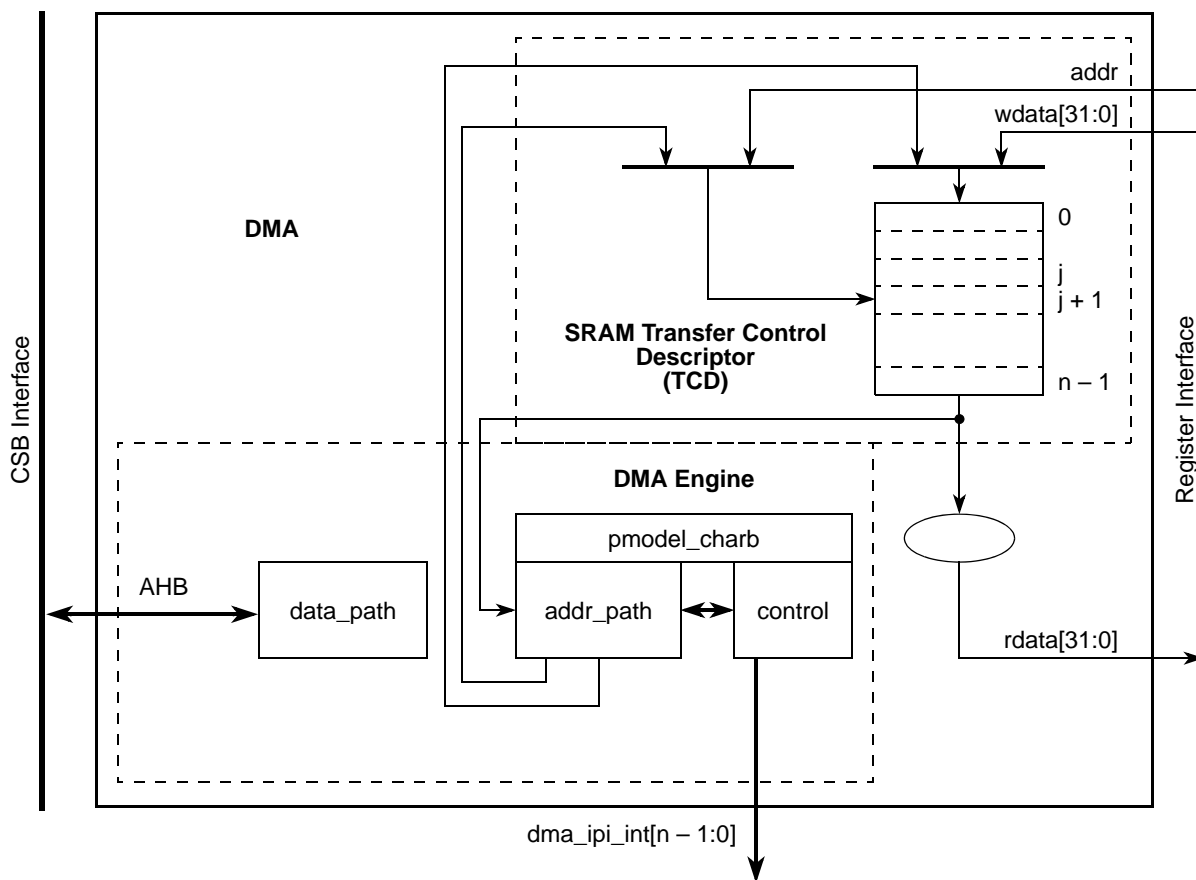 addr
wdata[31:0]
0
DMA
j
j + 1
SRAM Transfer Control
Descriptor
(TCD)
n – 1
CSB Interface
Register Interface
DMA Engine
pmodel_charb
AHB
data_path
addr_path
control
rdata[31:0]
dma_ipi_int[n – 1:0]